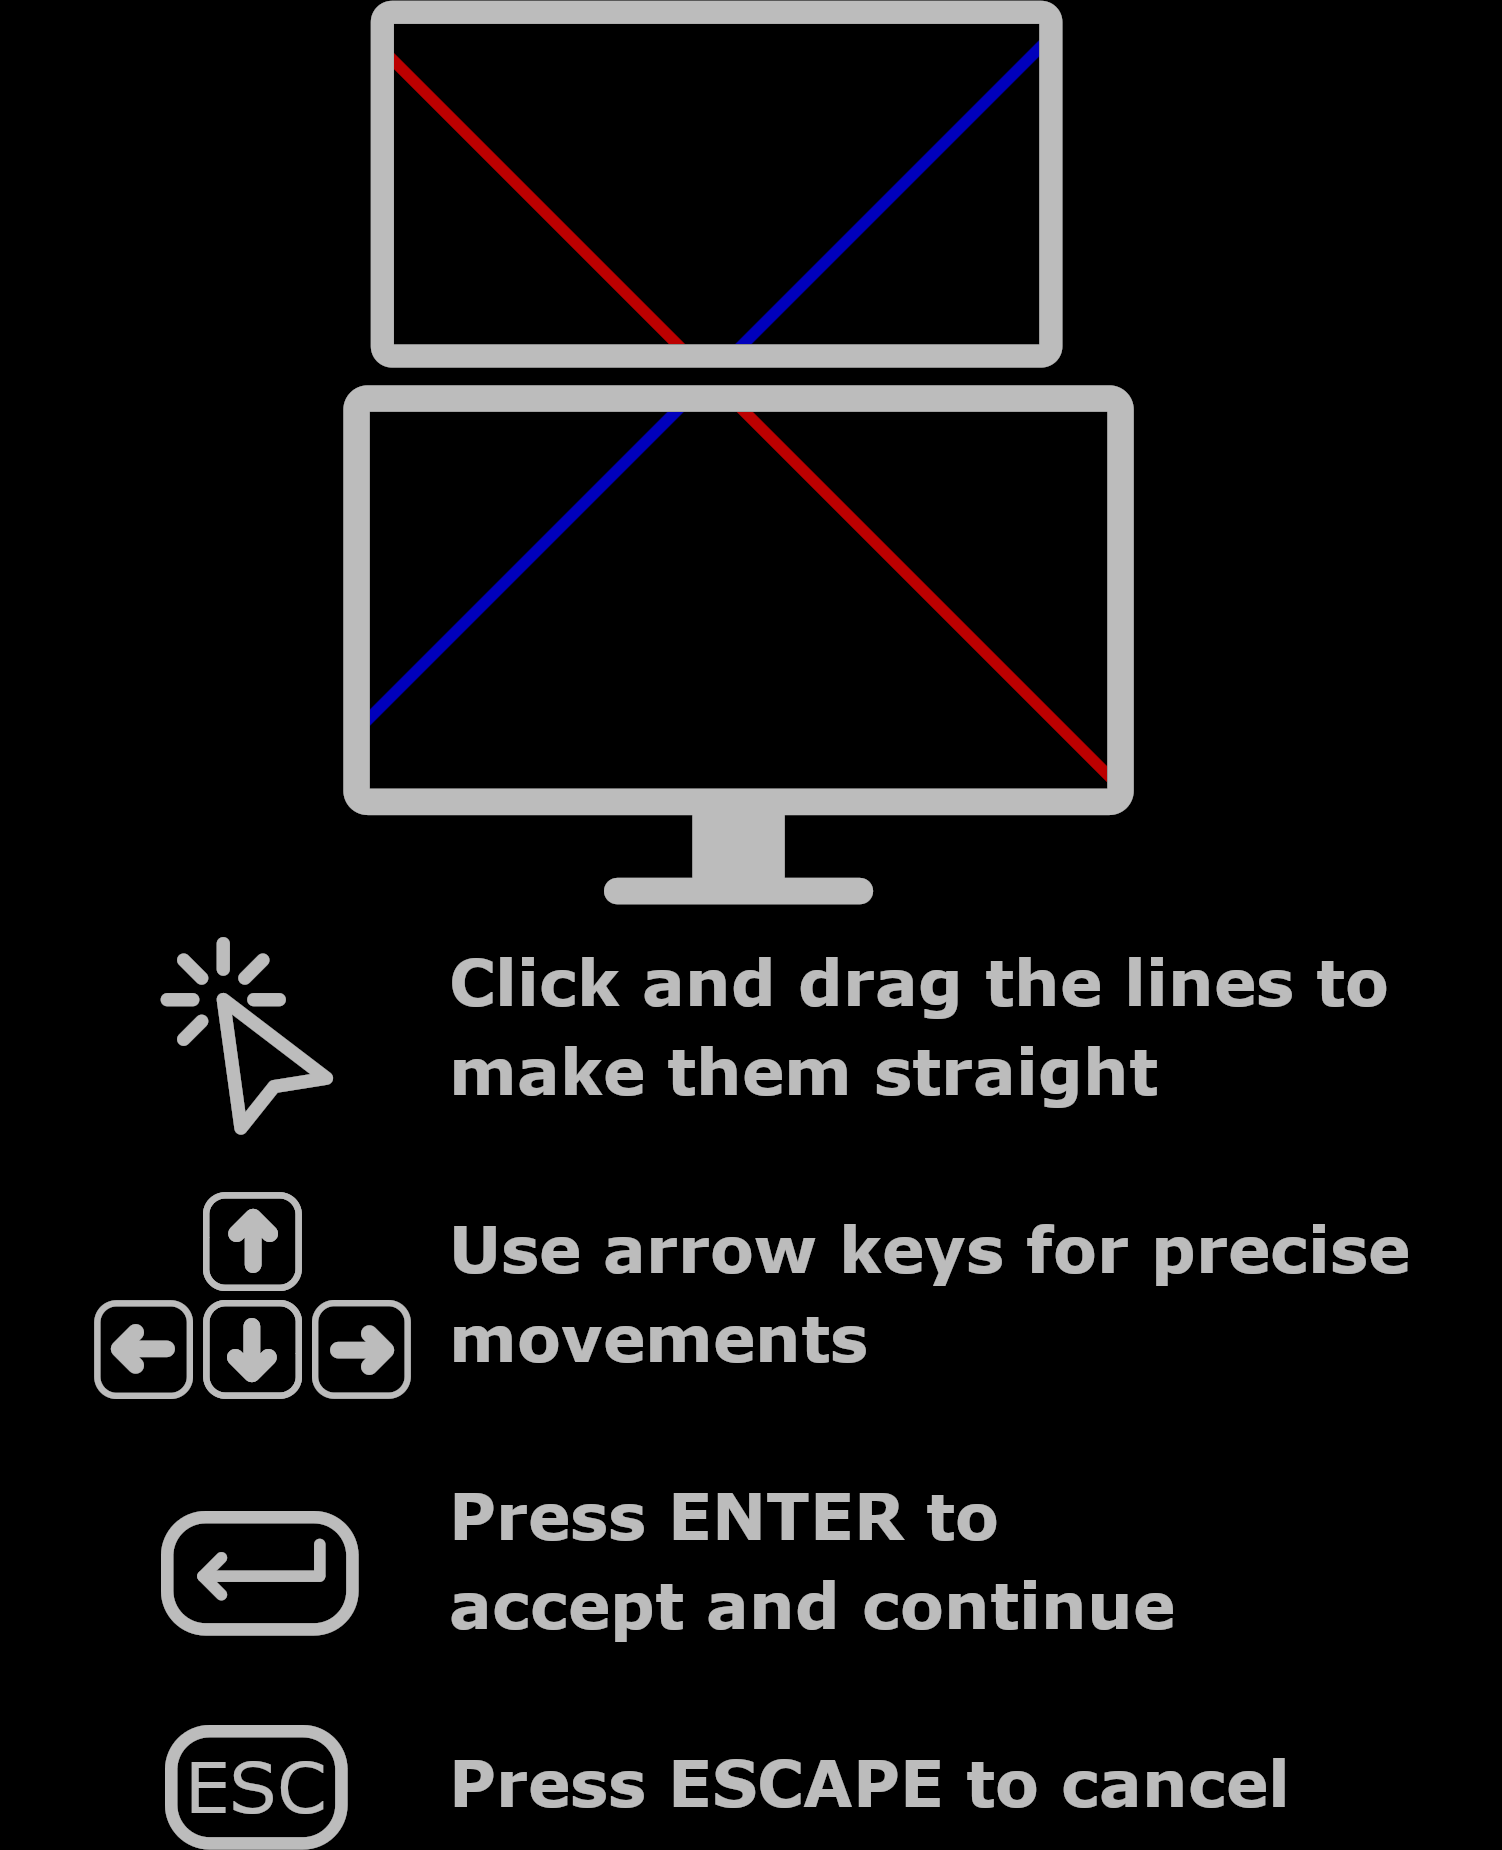 Click and drag the lines to
make them straight
Use arrow keys for precise
movements
Press ENTER to
accept and continue
ESC
Press ESCAPE to cancel